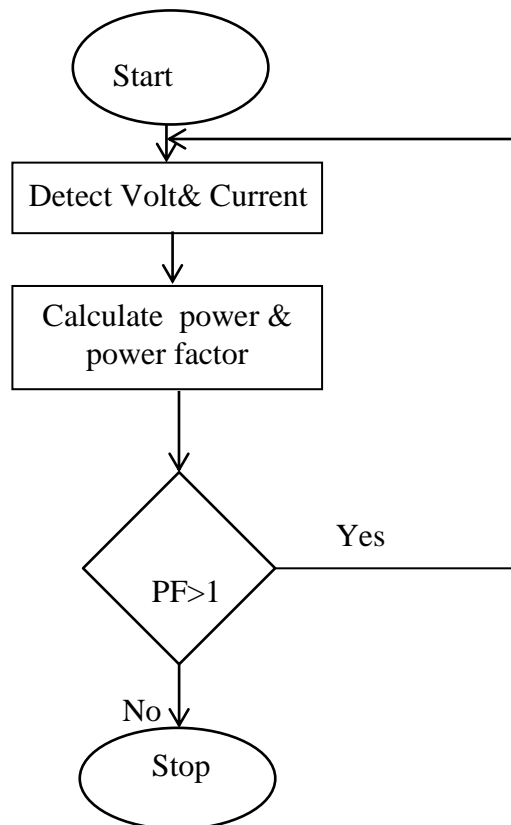 Start
Detect Volt& Current
Calculate power &
power factor
Yes
PF>1
No
Stop